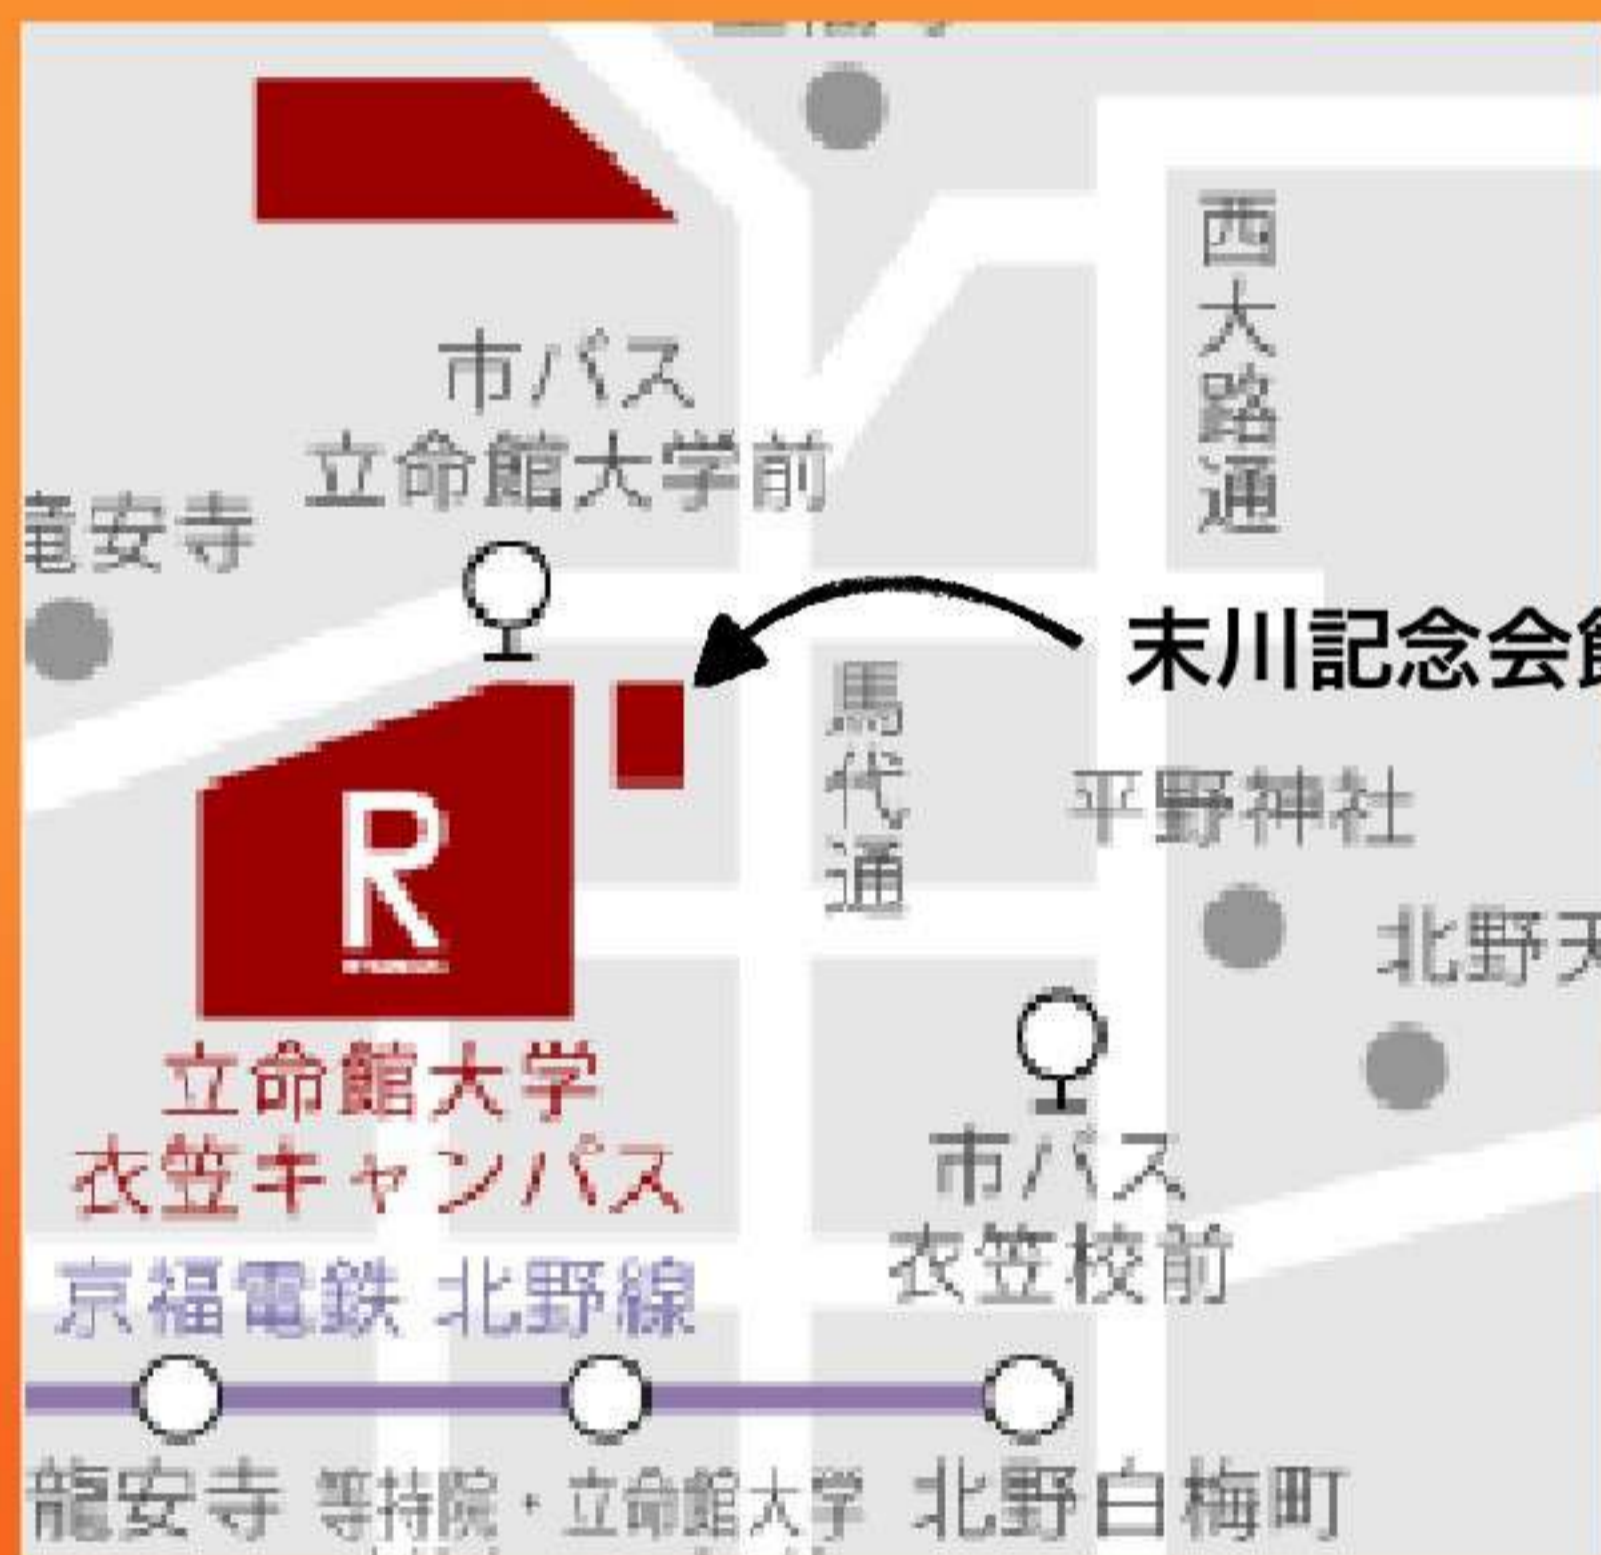 市バス
立命館大学前
西大路通
竜安寺
末川記念会館
馬代通
平野神社
北野天
R
立命館大学
衣笠キャンパス
市バス
衣笠校前
京福電鉄 北野線
龍安寺
等持院・立命館大学
北野白梅町